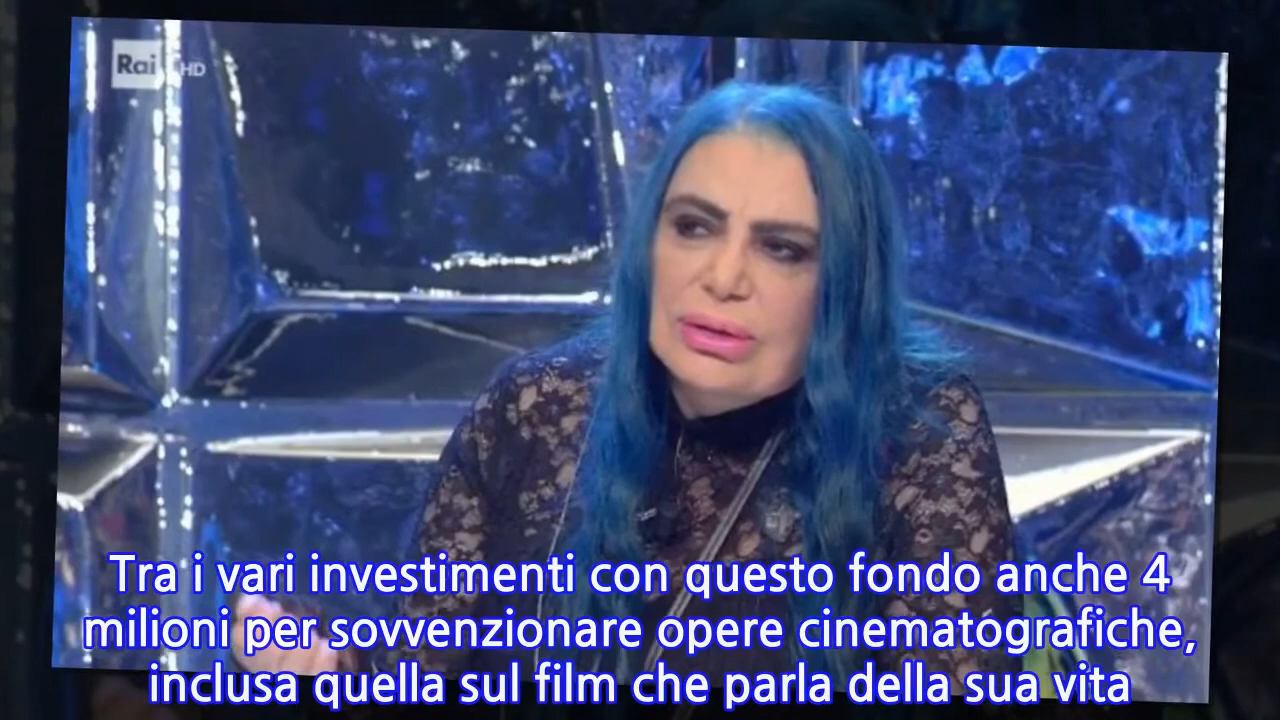 Rai HD
Tra i vari investimenti con questo fondo anche 4
milioni per sovvenzionare opere cinematografiche,
inclusa quella sul film che parla della sua vita